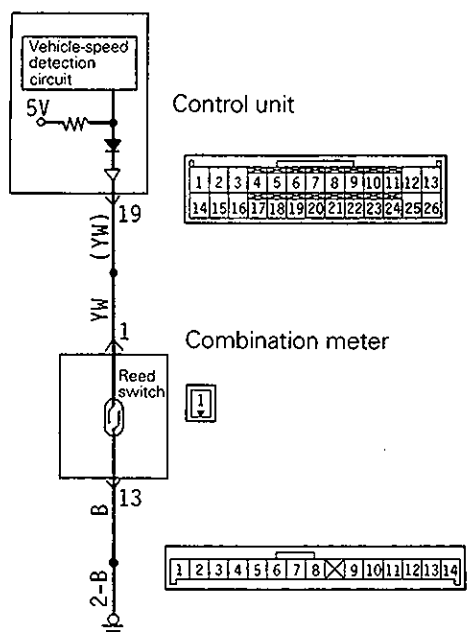 Vehicle-speed
detection
circuit
5V
Control unit
1 2 3 4 5 6 7 8 9 10 11 12 13
14 15 16 17 18 19 20 21 22 23 24 25 26
19
(YW)
YW
1
Combination meter
Reed
switch
1
13
B
2-B
1 2 3 4 5 6 7 8 9 10 11 12 13 14